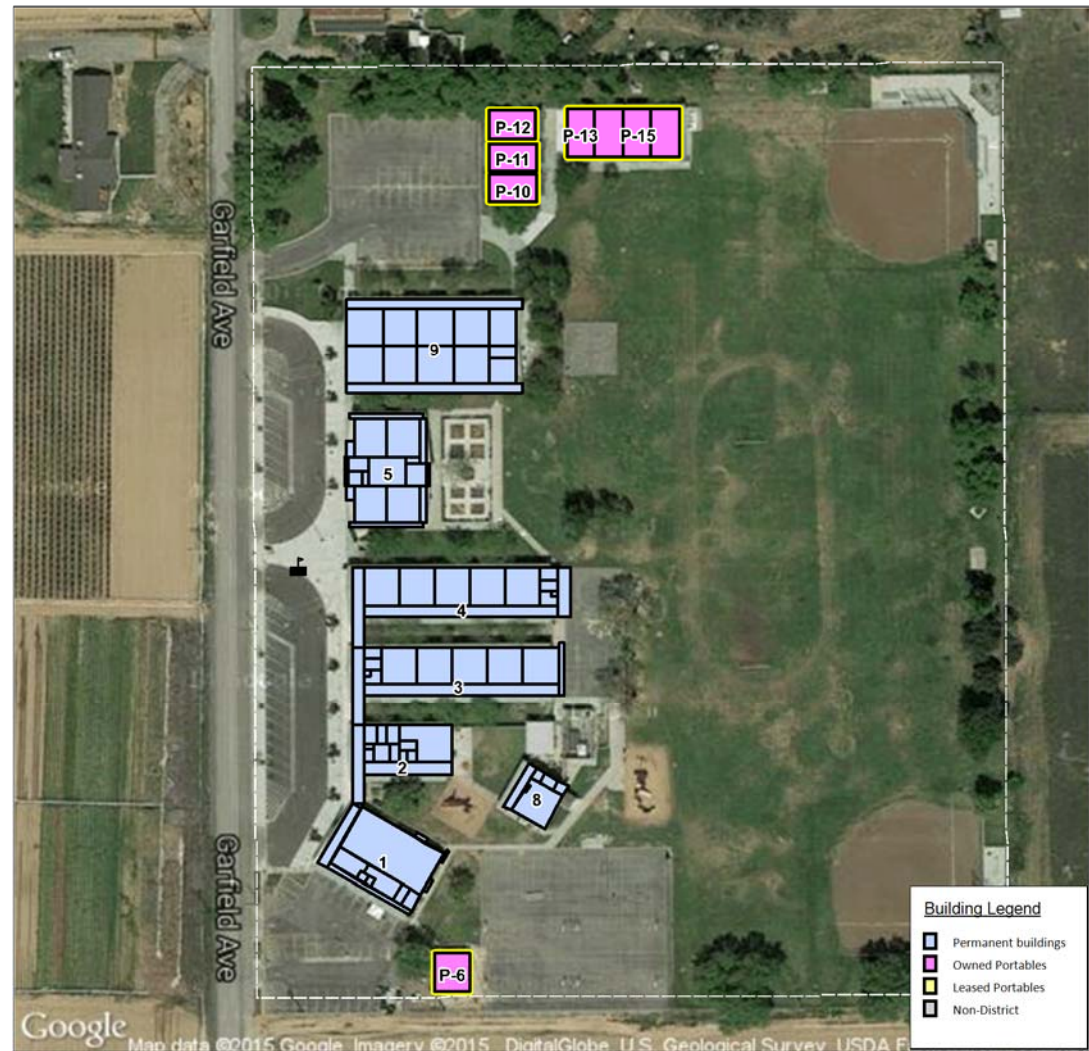 P-12
P-13
P-15
P-11
P-10
Garfield Ave
9
5
4
3
2
8
1
Garfield Ave
P-6
Building Legend
Permanent buildings
Owned Portables
Leased Portables
Non-District
Google
Map data ©2015 Google Imagery ©2015 , DigitalGlobe, U.S. Geological Survey, USDA F